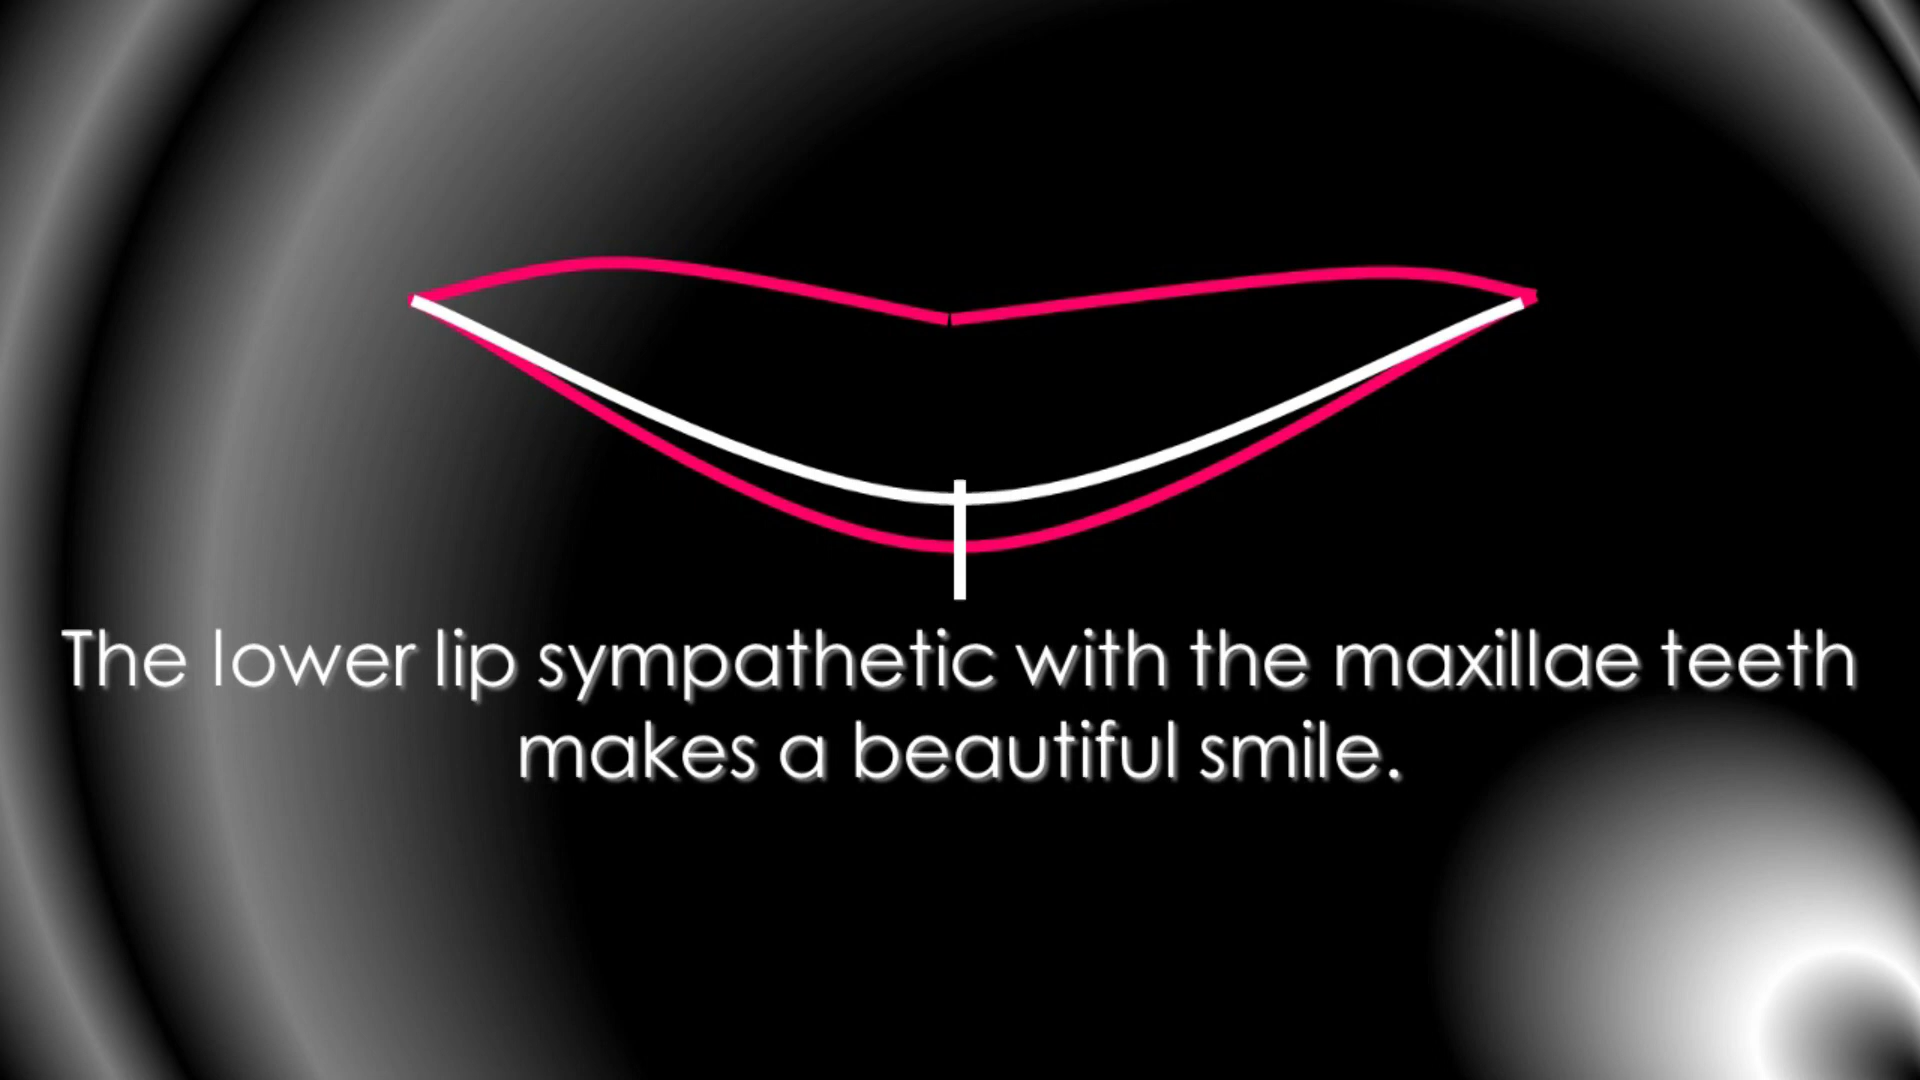 The lower lip sympathetic with the maxillae teeth
makes a beautiful smile.